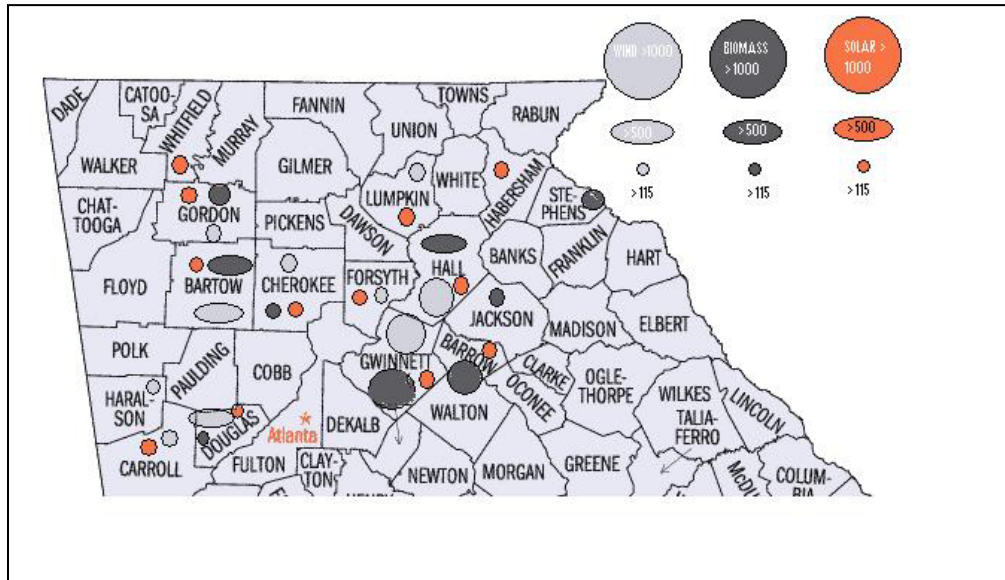 WIND >1000
BIOMASS
>1000
SOLAR >
1000
>500
>500
>500
>115
>115
>115
DADE
CATOO-
SA
WHITFIELD
MURRAY
FANNIN
TOWNS
UNION
RABUN
WALKER
GILMER
WHITE
HABERSHAM
LUMPKIN
STE-
PHENS
CHAT-
TOOGA
GORDON
PICKENS
DAWSON
BANKS
FRANKLIN
HART
FLOYD
BARTOW
CHEROKEE
FORSYTH
HALL
JACKSON
MADISON
ELBERT
POLK
PAULDING
COBB
GWINNETT
BARROW
CLARKE
OCONEE
OGLE-
THORPE
WILKES
LINCOLN
HARAL-
SON
DOUGLAS
Atlanta
DEKALB
WALTON
TALIA-
FERRO
CARROLL
FULTON
CLAY-
TON
NEWTON
MORGAN
GREENE
COLUM-
BIA